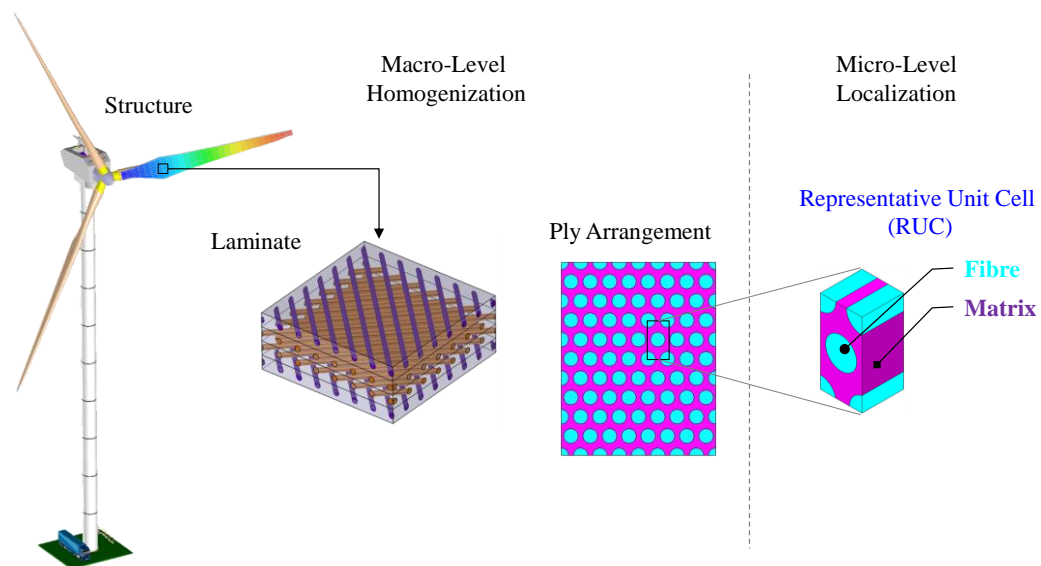 Macro-Level
Homogenization
Micro-Level
Localization
Structure
Representative Unit Cell
(RUC)
Laminate
Ply Arrangement
Fibre
Matrix